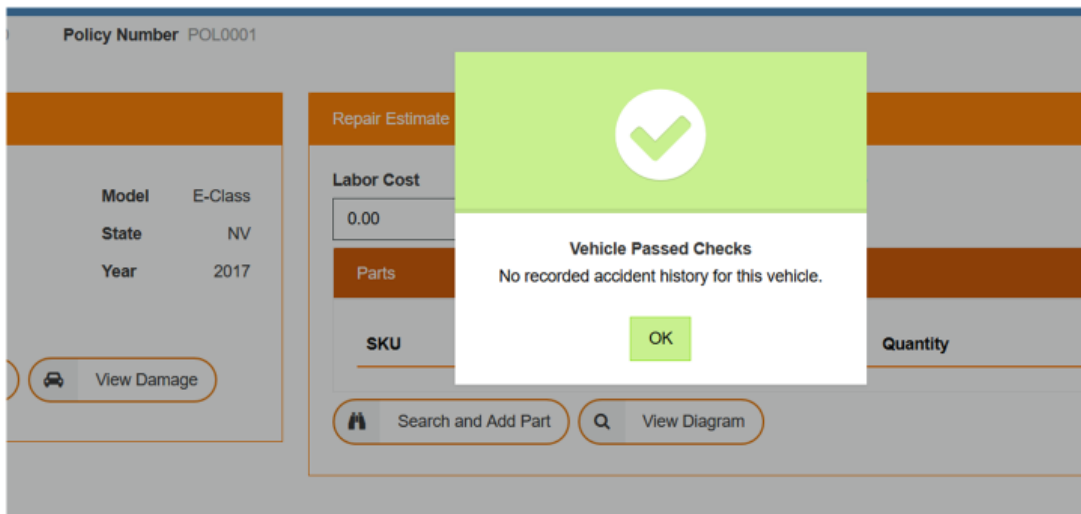 Policy Number POL0001
Repair Estimate
Labor Cost
0.00
Model E-Class
State NV
Year 2017
Vehicle Passed Checks
No recorded accident history for this vehicle.
OK
Parts
SKU Quantity
View Damage
Search and Add Part View Diagram